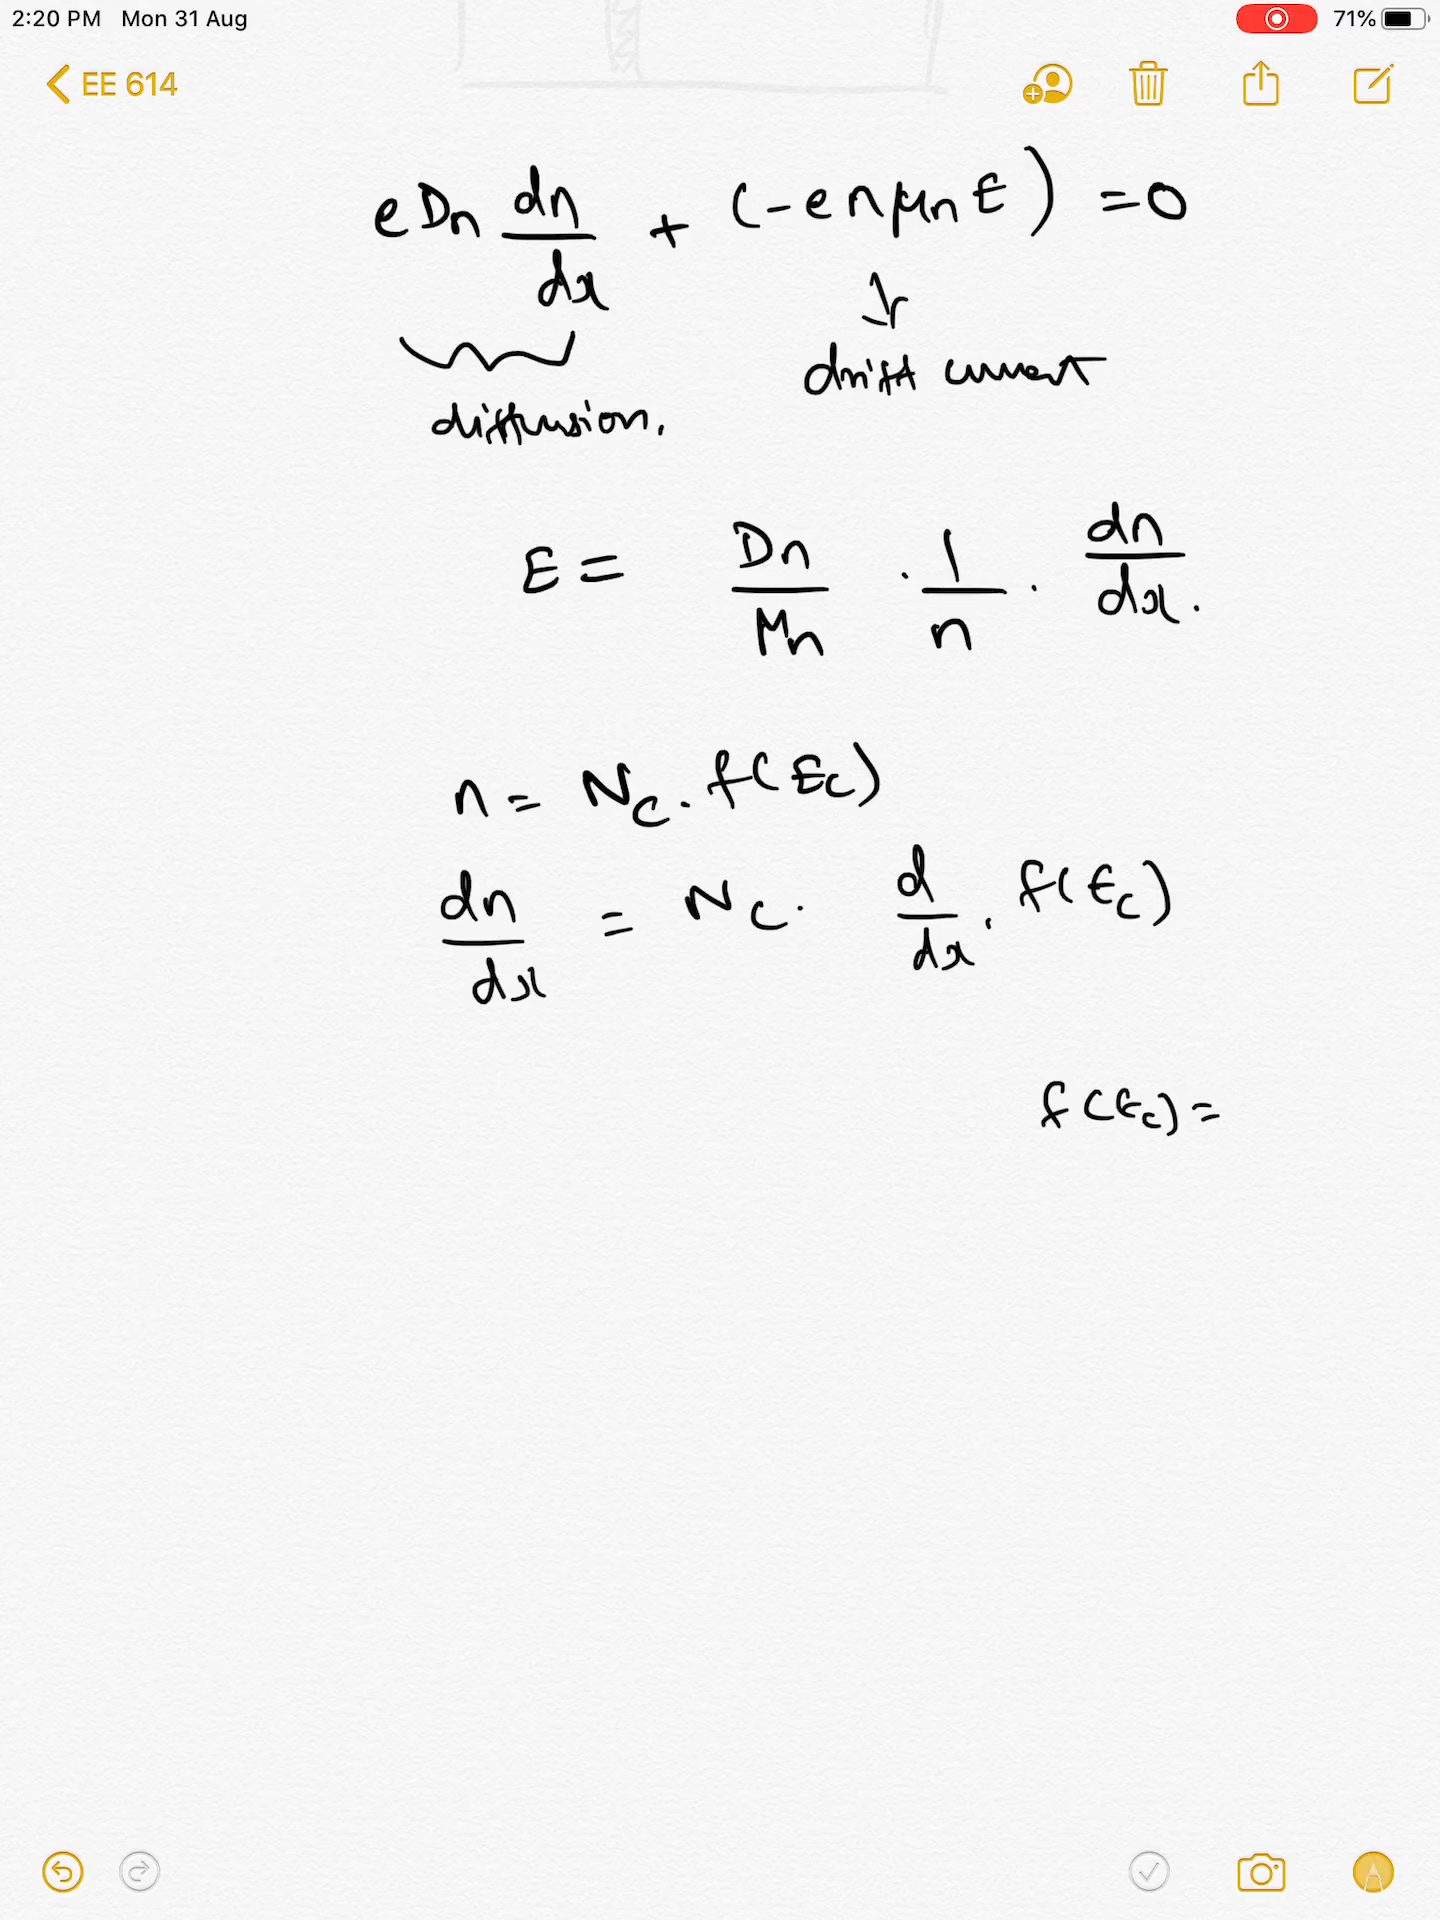 2:20 PM Mon 31 Aug 71%
EE 614
eDn dn/dx + (-enμnE) = 0
diffusion.
drift current
E = Dn/μn · 1/n · dn/dx.
n = Nc. f(Ec)
dn/dx = Nc. d/dx . f(Ec)
f(Ec) =